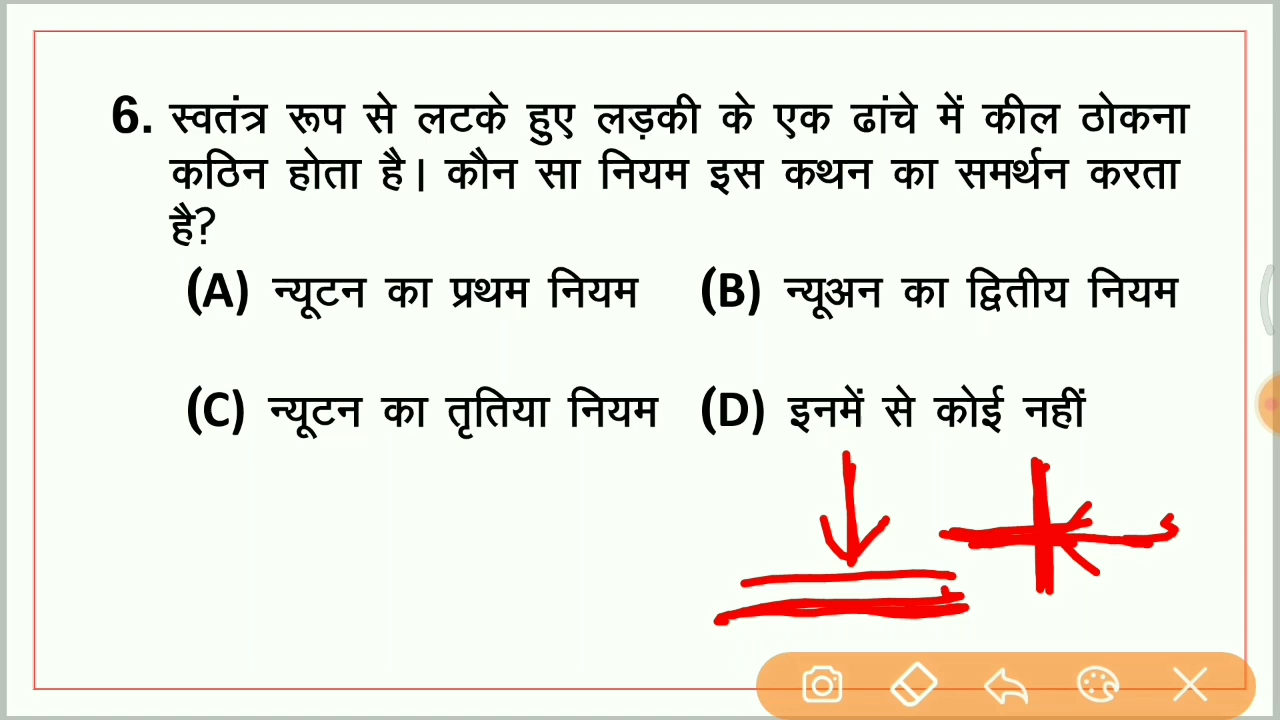 6. स्वतंत्र रूप से लटके हुए लड़की के एक ढांचे में कील ठोकना
कठिन होता है। कौन सा नियम इस कथन का समर्थन करता
है?
(A) न्यूटन का प्रथम नियम (B) न्यूअन का द्वितीय नियम
(C) न्यूटन का तृतिया नियम (D) इनमें से कोई नहीं